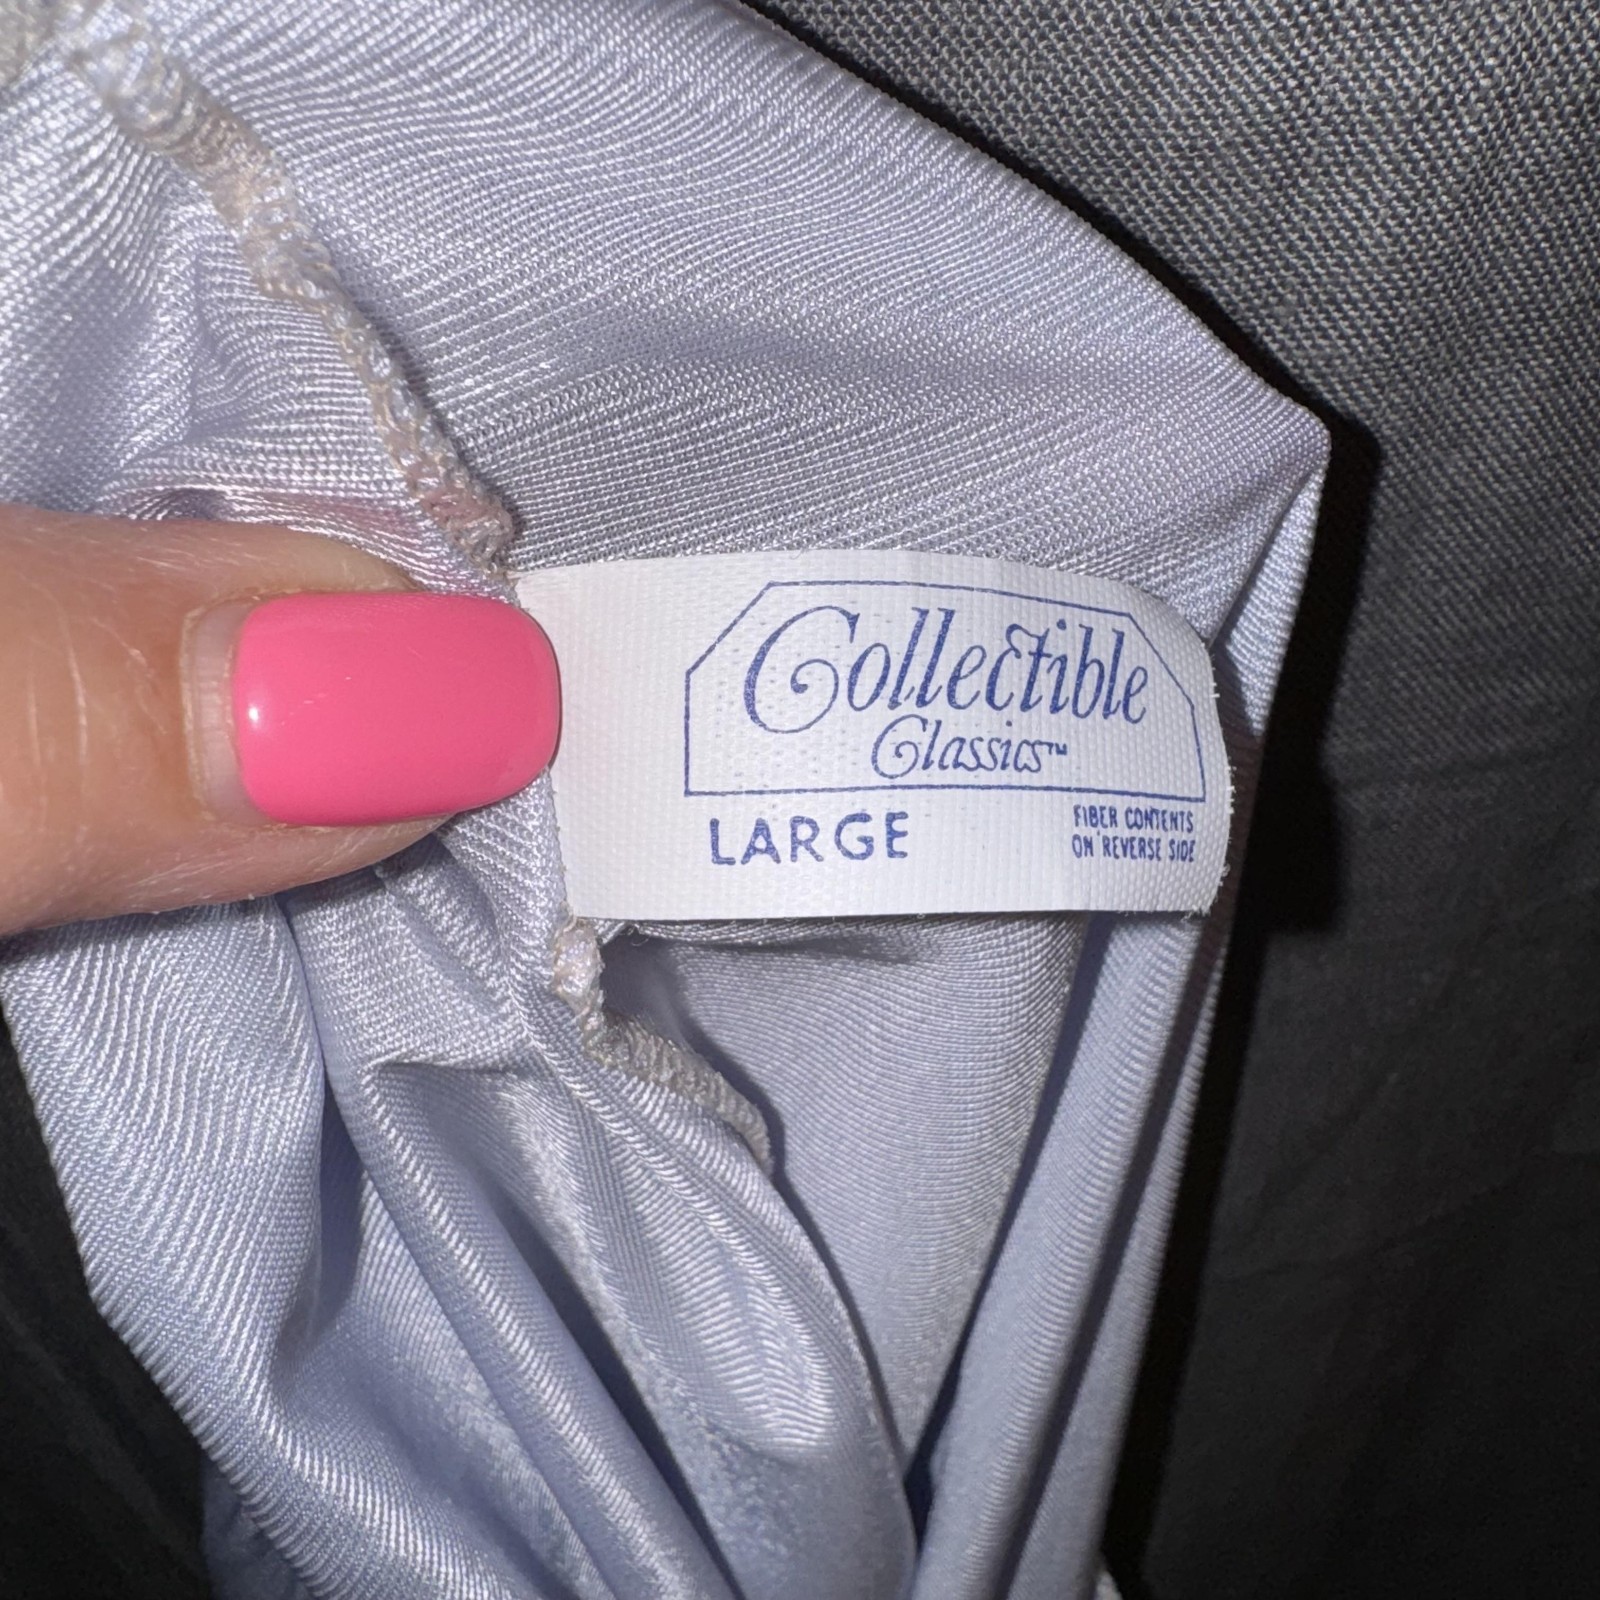 Collectible
Classics™
LARGE
FIBER CONTENTS
ON REVERSE SIDE